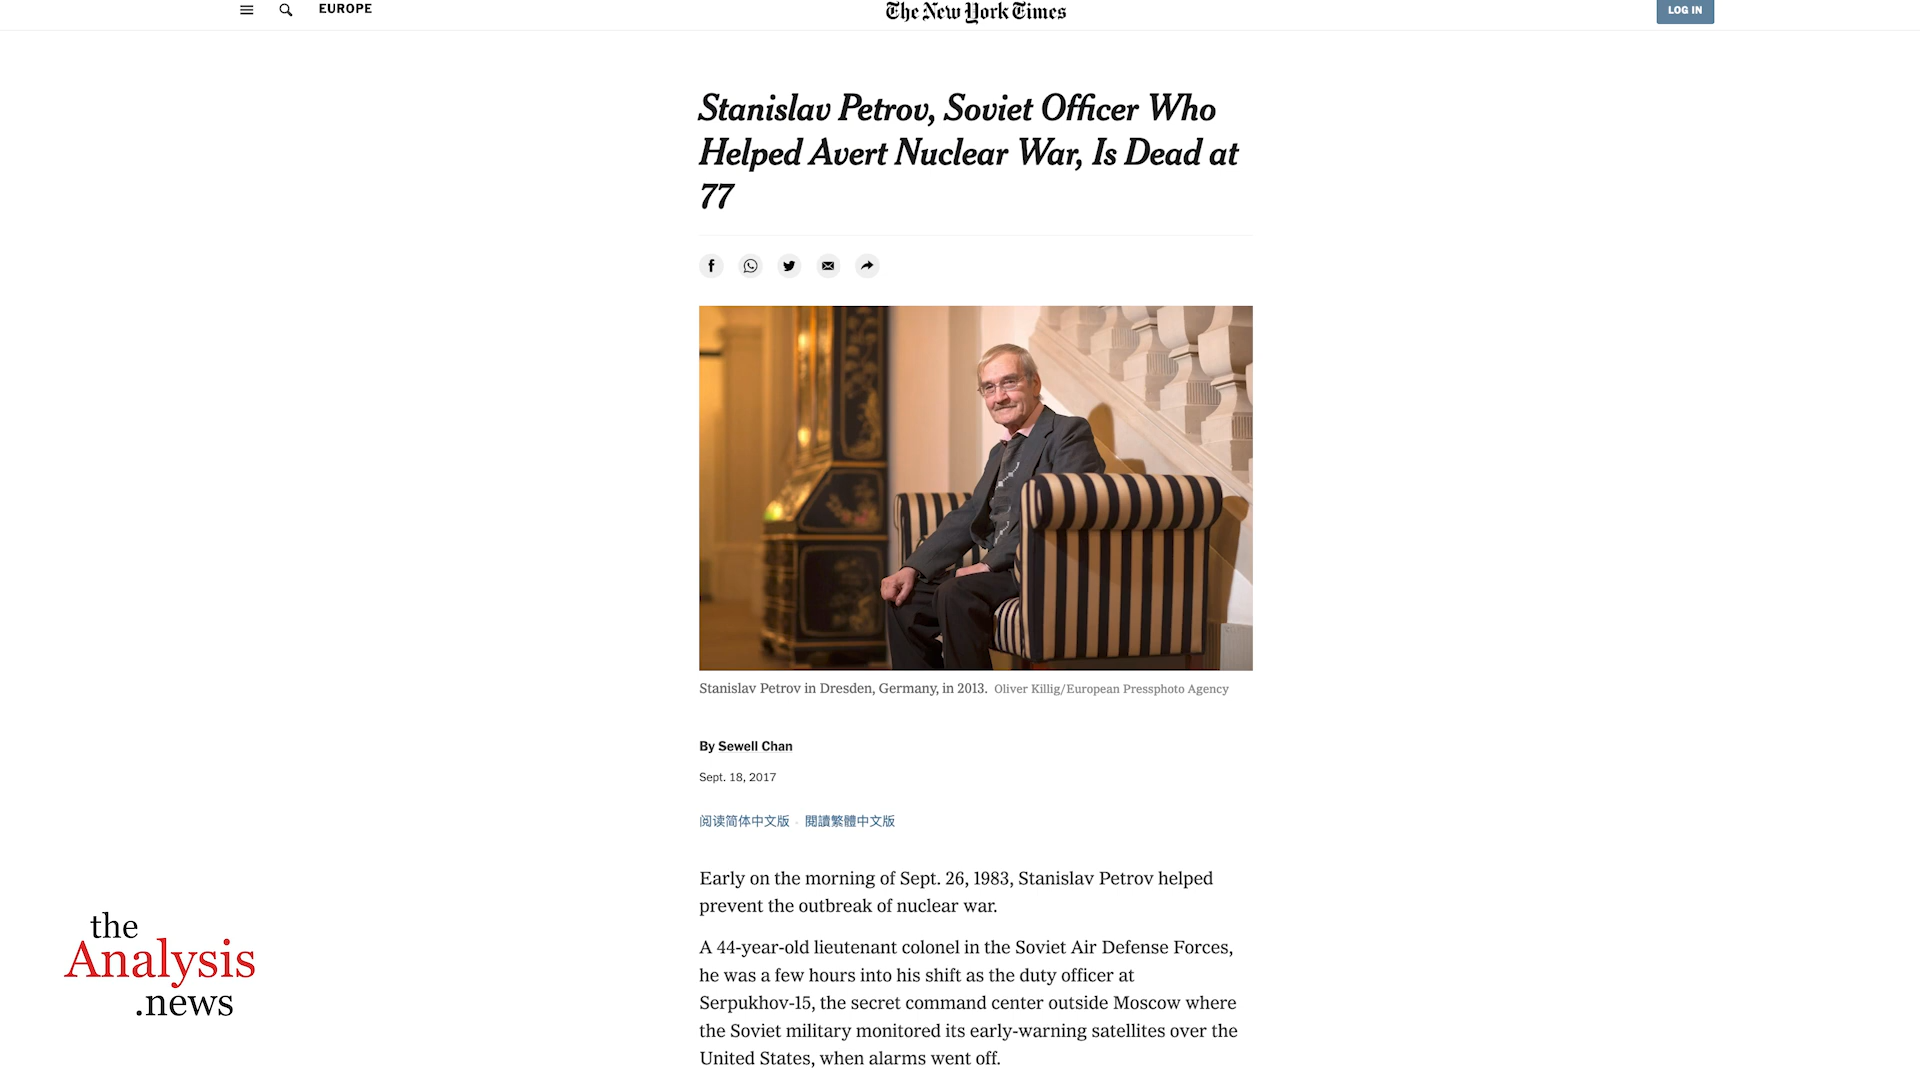 EUROPE
The New York Times
LOG IN
Stanislav Petrov, Soviet Officer Who
Helped Avert Nuclear War, Is Dead at
77
Stanislav Petrov in Dresden, Germany, in 2013. Oliver Killig/European Pressphoto Agency
By Sewell Chan
Sept. 18, 2017
阅读简体中文版 · 閱讀繁體中文版
Early on the morning of Sept. 26, 1983, Stanislav Petrov helped
prevent the outbreak of nuclear war.
A 44-year-old lieutenant colonel in the Soviet Air Defense Forces,
he was a few hours into his shift as the duty officer at
Serpukhov-15, the secret command center outside Moscow where
the Soviet military monitored its early-warning satellites over the
United States, when alarms went off.
the
Analysis
.news